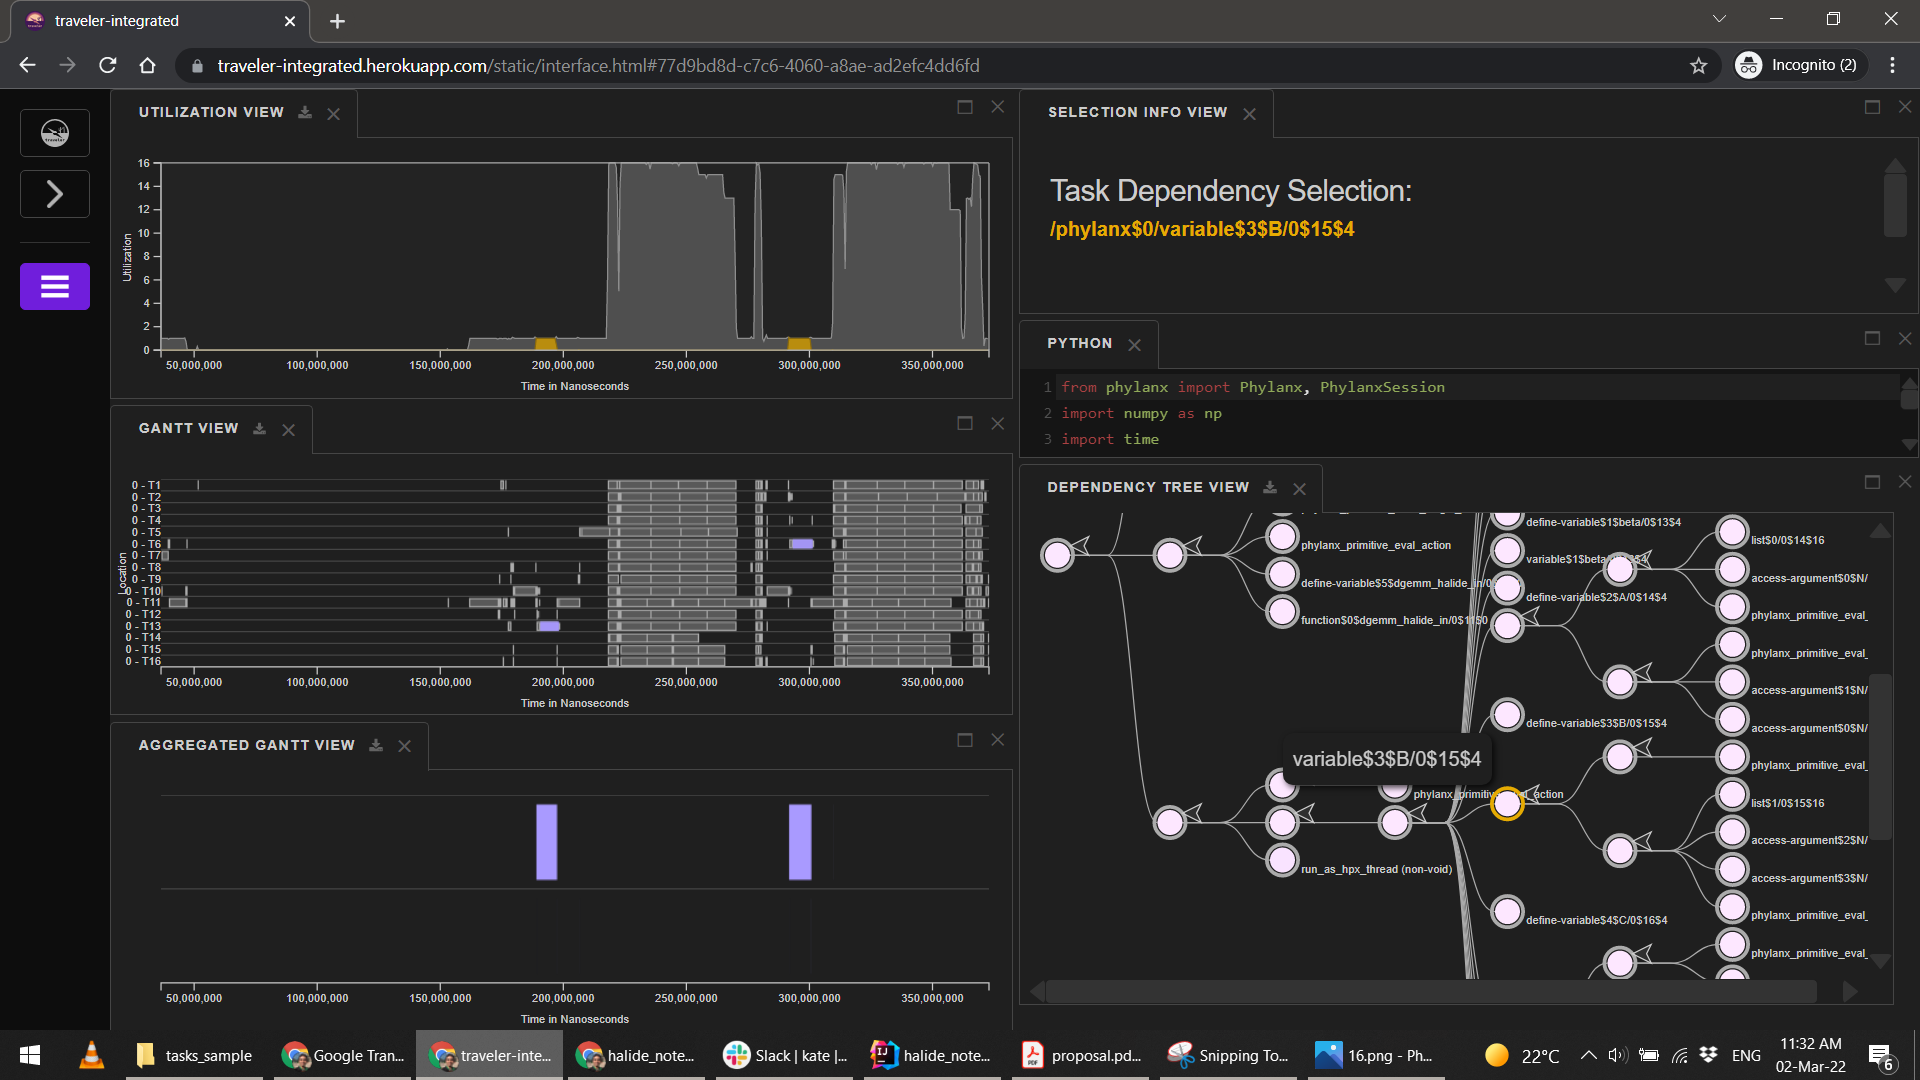 traveler-integrated
traveler-integrated.herokuapp.com/static/interface.html#77d9bd8d-c7c6-4060-a8ae-ad2efc4dd6fd
Incognito (2)
UTILIZATION VIEW
16
14
12
10
8
6
4
2
0
Utilization
50,000,000 100,000,000 150,000,000 200,000,000 250,000,000 300,000,000 350,000,000
Time in Nanoseconds
GANTT VIEW
0 - T1
0 - T2
0 - T3
0 - T4
0 - T5
0 - T6
0 - T7
0 - T8
0 - T9
0 - T10
0 - T11
0 - T12
0 - T13
0 - T14
0 - T15
0 - T16
Location
50,000,000 100,000,000 150,000,000 200,000,000 250,000,000 300,000,000 350,000,000
Time in Nanoseconds
AGGREGATED GANTT VIEW
50,000,000 100,000,000 150,000,000 200,000,000 250,000,000 300,000,000 350,000,000
Time in Nanoseconds
SELECTION INFO VIEW
Task Dependency Selection:
/phylanx$0/variable$3$B/0$15$4
PYTHON
1 from phylanx import Phylanx, PhylanxSession
2 import numpy as np
3 import time
DEPENDENCY TREE VIEW
phylanx_primitive_eval_action
define-variable$5$dgemm_halide_in/0$
function$0$dgemm_halide_in/0$11$0
define-variable$1$beta/0$13$4
variable$1$beta/
define-variable$2$A/0$14$4
define-variable$3$B/0$15$4
variable$3$B/0$15$4
phylanx_primitive_eval_action
run_as_hpx_thread (non-void)
define-variable$4$C/0$16$4
list$0/0$14$16
access-argument$0$N/
phylanx_primitive_eval_
phylanx_primitive_eval_
access-argument$1$N/
access-argument$0$N/
phylanx_primitive_eval_
list$1/0$15$16
access-argument$2$N/
access-argument$3$N/
phylanx_primitive_eval_
phylanx_primitive_eval_
tasks_sample
Google Tran...
traveler-inte...
halide_note...
Slack | kate |...
halide_note...
proposal.pd...
Snipping To...
16.png - Ph...
22°C
ENG
11:32 AM
02-Mar-22
6